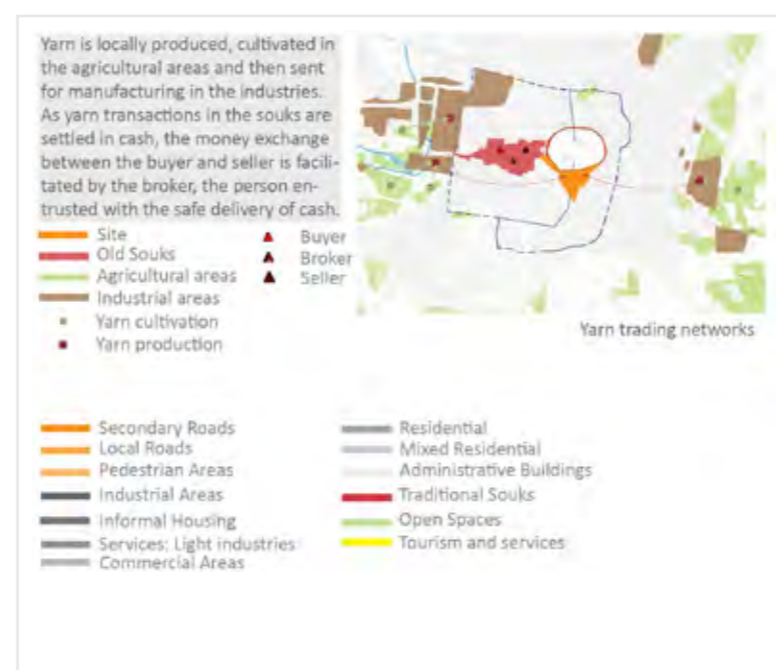 Yarn is locally produced, cultivated in
the agricultural areas and then sent
for manufacturing in the industries.
As yarn transactions in the souks are
settled in cash, the money exchange
between the buyer and seller is facili-
tated by the broker, the person en-
trusted with the safe delivery of cash.
Site
Old Souks
Agricultural areas
Industrial areas
Yarn cultivation
Yarn production
Buyer
Broker
Seller
Yarn trading networks
Secondary Roads
Local Roads
Pedestrian Areas
Industrial Areas
Informal Housing
Services: Light industries
Commercial Areas
Residential
Mixed Residential
Administrative Buildings
Traditional Souks
Open Spaces
Tourism and services